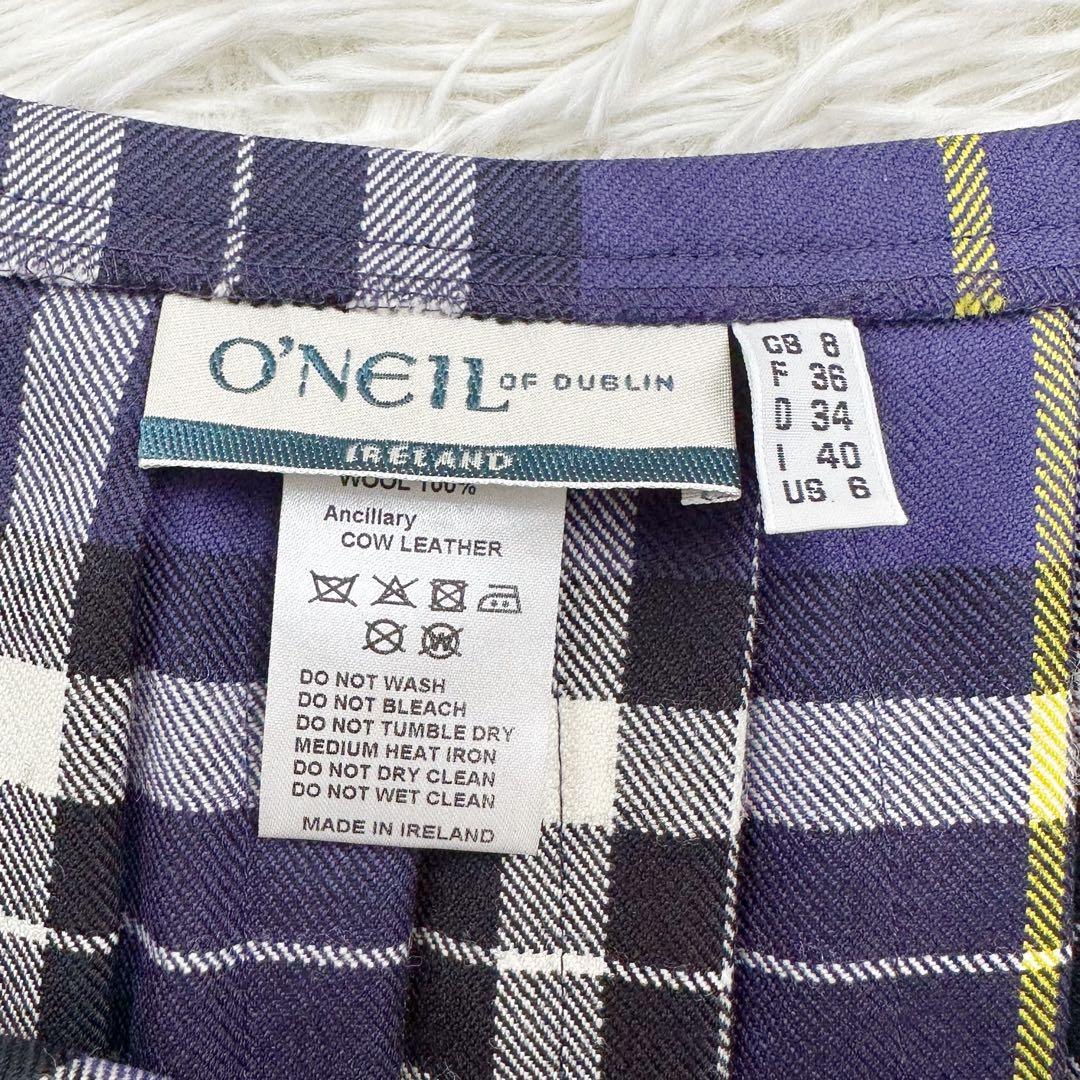 O'NEIL OF DUBLIN
IRELAND
GB 8
F 36
D 34
I 40
US 6
WOOL 100%
Ancillary
COW LEATHER
W
DO NOT WASH
DO NOT BLEACH
DO NOT TUMBLE DRY
MEDIUM HEAT IRON
DO NOT DRY CLEAN
DO NOT WET CLEAN
MADE IN IRELAND